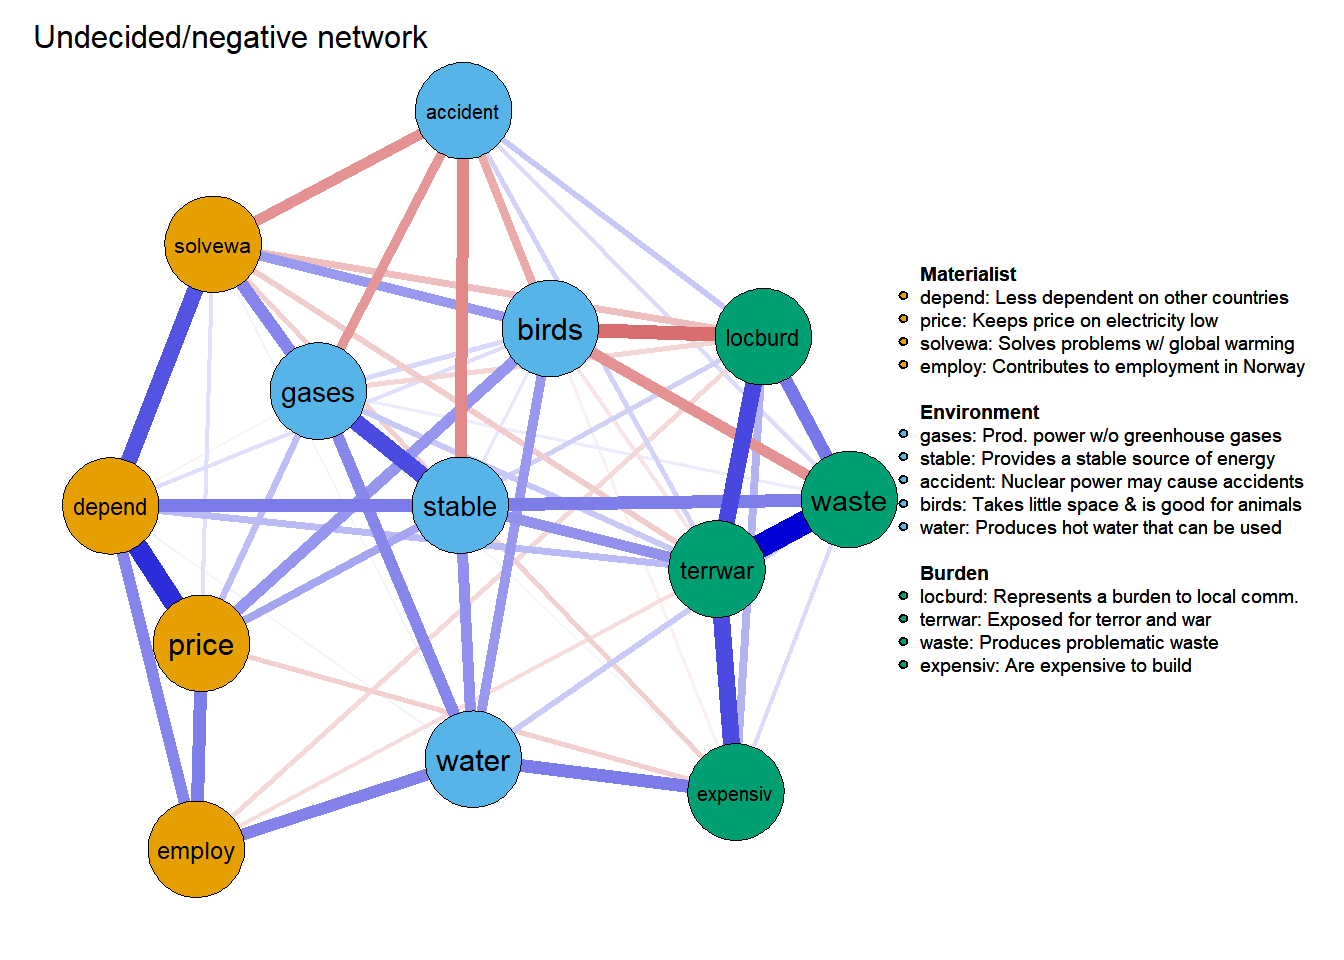 Undecided/negative network
accident
solvewa
birds
locburd
gases
waste
depend
stable
terrwar
price
water
expensiv
employ
Materialist
depend: Less dependent on other countries
price: Keeps price on electricity low
solvewa: Solves problems w/ global warming
employ: Contributes to employment in Norway
Environment
gases: Prod. power w/o greenhouse gases
stable: Provides a stable source of energy
accident: Nuclear power may cause accidents
birds: Takes little space & is good for animals
water: Produces hot water that can be used
Burden
locburd: Represents a burden to local comm.
terrwar: Exposed for terror and war
waste: Produces problematic waste
expensiv: Are expensive to build